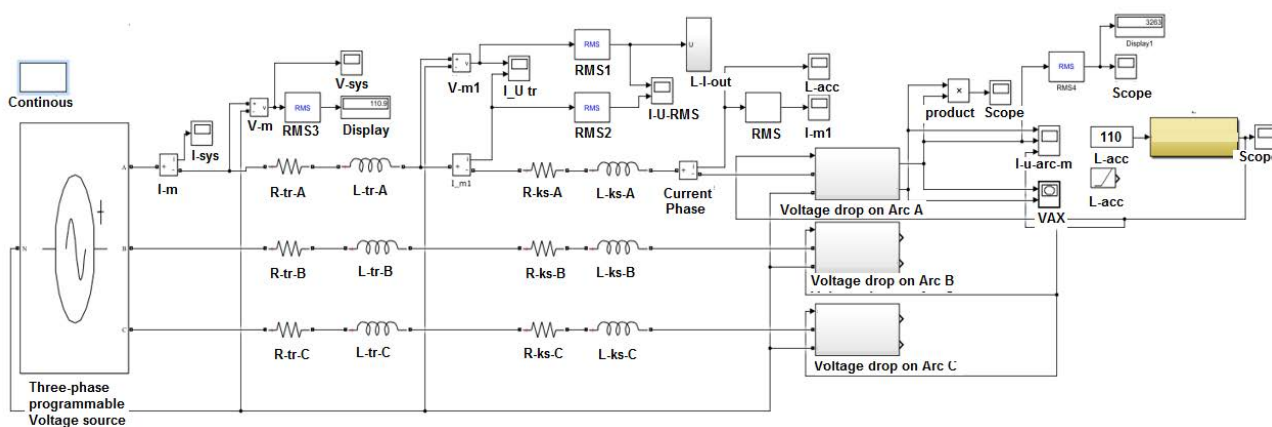 3263
Display1
RMS
RMS1
V-sys
V-m1
I_U tr
L-I-out
U
L-acc
RMS4
Scope
Continous
V-m
RMS
RMS3
110.9
Display
RMS
RMS2
I-U-RMS
RMS
I-m1
×
product
Scope
I-sys
A
I-m
R-tr-A
L-tr-A
I_m1
R-ks-A
L-ks-A
Current
Phase
Voltage drop on Arc A
I-u-arc-m
VAX
110
L-acc
L-acc
Scope
N
B
R-tr-B
L-tr-B
R-ks-B
L-ks-B
Voltage drop on Arc B
C
R-tr-C
L-tr-C
R-ks-C
L-ks-C
Voltage drop on Arc C
Three-phase
programmable
Voltage source